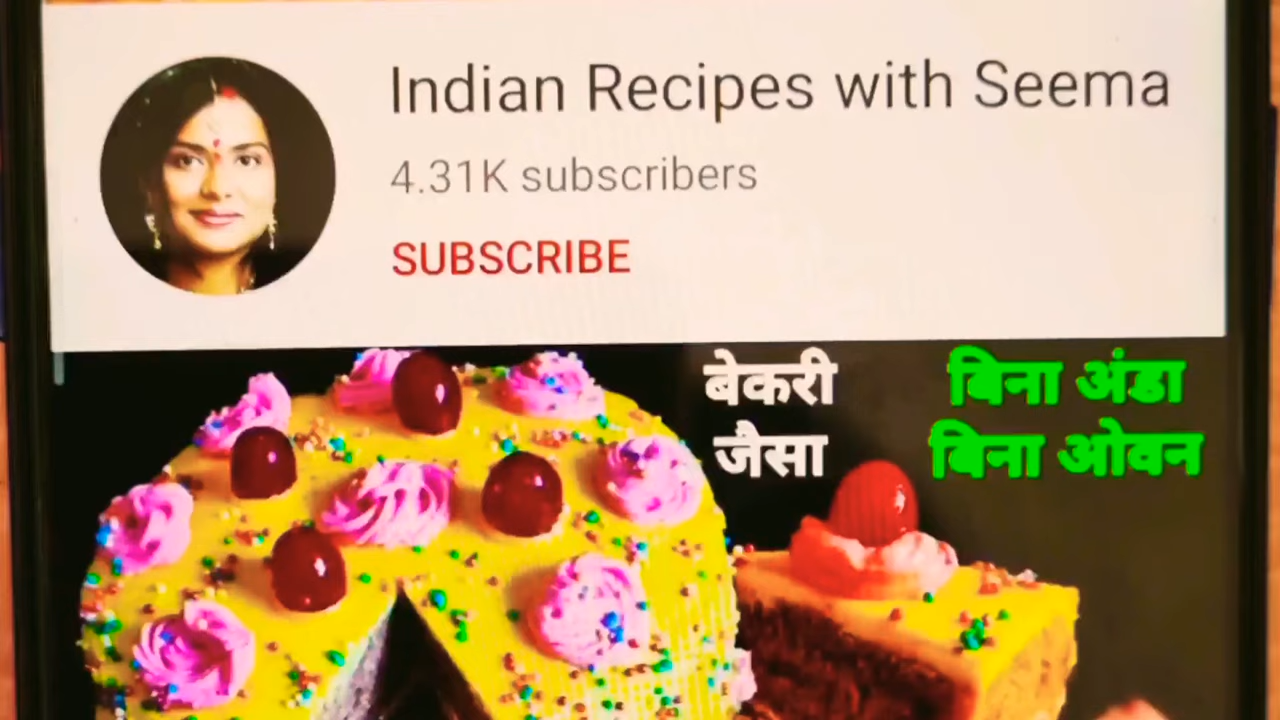 Indian Recipes with Seema
4.31K subscribers
SUBSCRIBE
बेकरी
जैसा
बिना अंडा
बिना ओवन